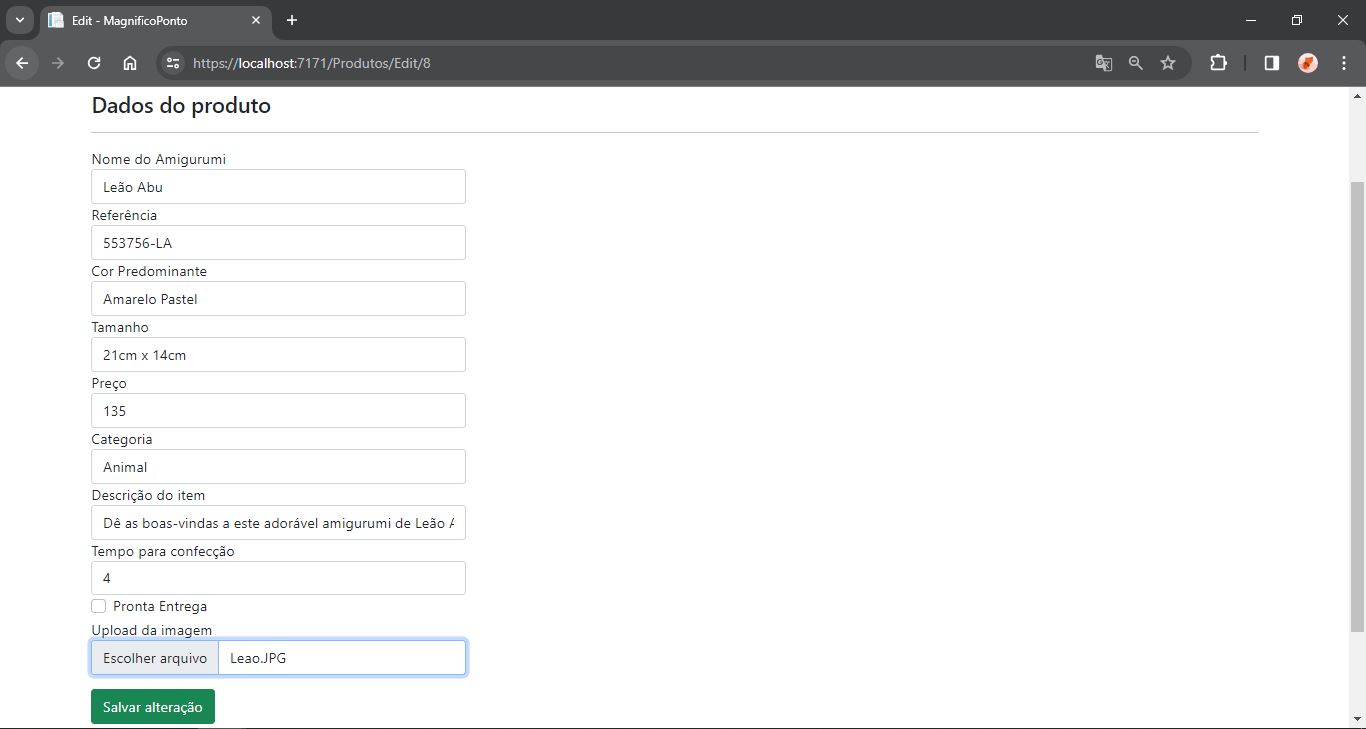 Edit - MagnificoPonto
https://localhost:7171/Produtos/Edit/8
Dados do produto
Nome do Amigurumi
Leão Abu
Referência
553756-LA
Cor Predominante
Amarelo Pastel
Tamanho
21cm x 14cm
Preço
135
Categoria
Animal
Descrição do item
Dê as boas-vindas a este adorável amigurumi de Leão
Tempo para confecção
4
Pronta Entrega
Upload da imagem
Escolher arquivo Leao.JPG
Salvar alteração